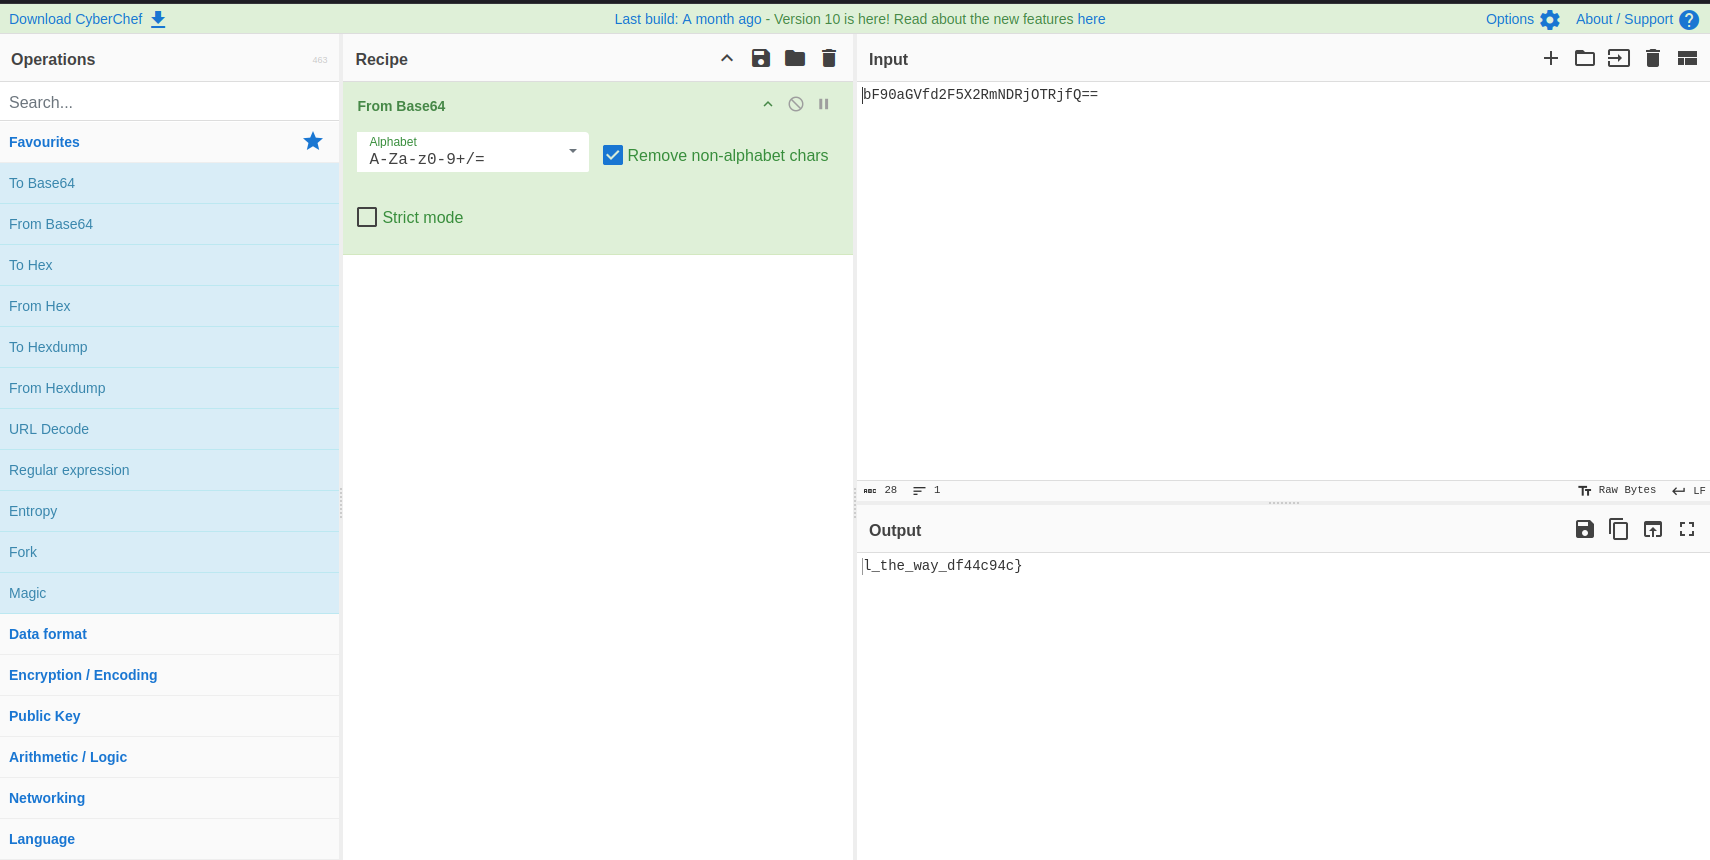 Download CyberChef
Last build: A month ago - Version 10 is here! Read about the new features here
Options
About / Support
Operations
463
Search...
Favourites
To Base64
From Base64
To Hex
From Hex
To Hexdump
From Hexdump
URL Decode
Regular expression
Entropy
Fork
Magic
Data format
Encryption / Encoding
Public Key
Arithmetic / Logic
Networking
Language
Recipe
From Base64
Alphabet
A-Za-z0-9+/=
Remove non-alphabet chars
Strict mode
Input
bF90aGVfd2F5X2RmNDRjOTRjfQ==
ABC 28 1
Raw Bytes LF
Output
l_the_way_df44c94c}